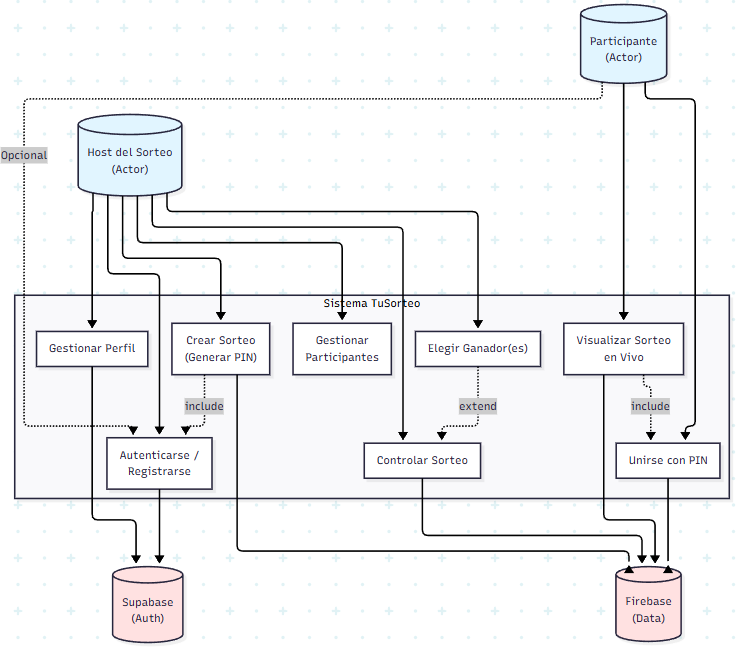 Participante
(Actor)
Host del Sorteo
(Actor)
Opcional
Sistema TuSorteo
Gestionar Perfil
Crear Sorteo
(Generar PIN)
Gestionar
Participantes
Elegir Ganador(es)
Visualizar Sorteo
en Vivo
include
extend
include
Autenticarse /
Registrarse
Controlar Sorteo
Unirse con PIN
Supabase
(Auth)
Firebase
(Data)